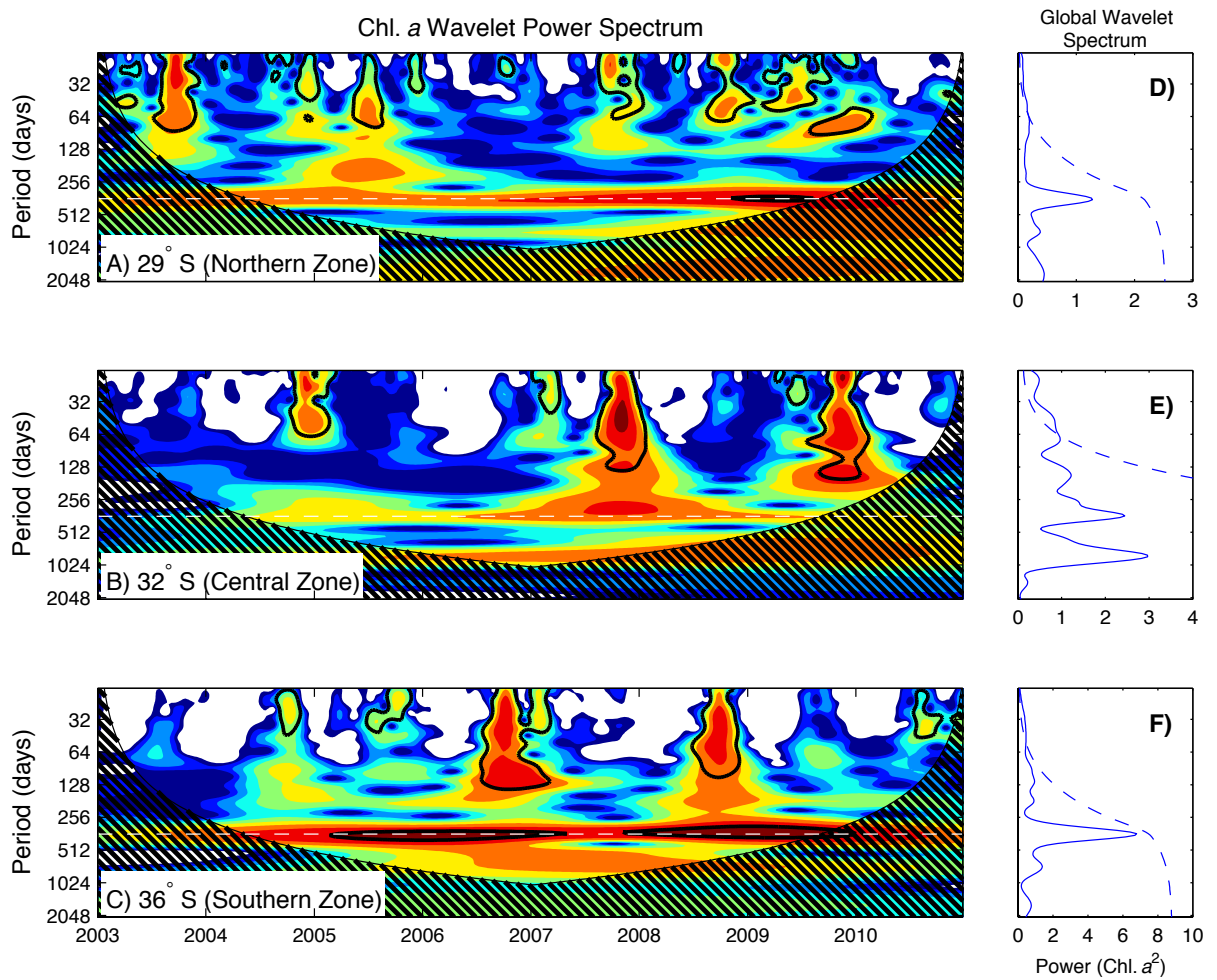 Chl. a Wavelet Power Spectrum
Global Wavelet
Spectrum
Period (days)
32
64
128
256
512
1024
2048
A) 29° S (Northern Zone)
D)
0 1 2 3
Period (days)
32
64
128
256
512
1024
2048
B) 32° S (Central Zone)
E)
0 1 2 3 4
Period (days)
32
64
128
256
512
1024
2048
C) 36° S (Southern Zone)
F)
2003 2004 2005 2006 2007 2008 2009 2010
0 2 4 6 8 10
Power (Chl. a²)